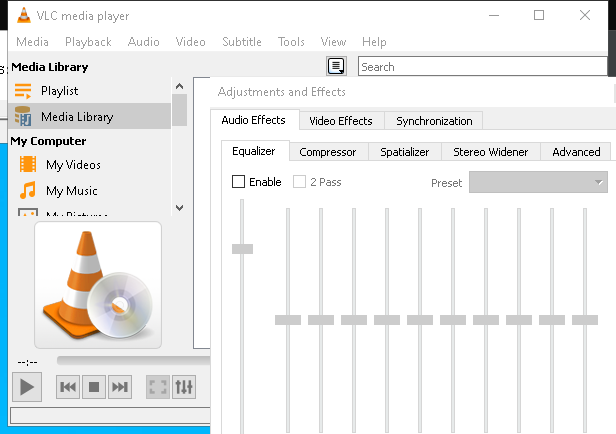 VLC media player
Media Playback Audio Video Subtitle Tools View Help
Media Library
Search
Playlist
Media Library
My Computer
My Videos
My Music
--:--
Adjustments and Effects
Audio Effects Video Effects Synchronization
Equalizer Compressor Spatializer Stereo Widener Advanced
Enable 2 Pass Preset